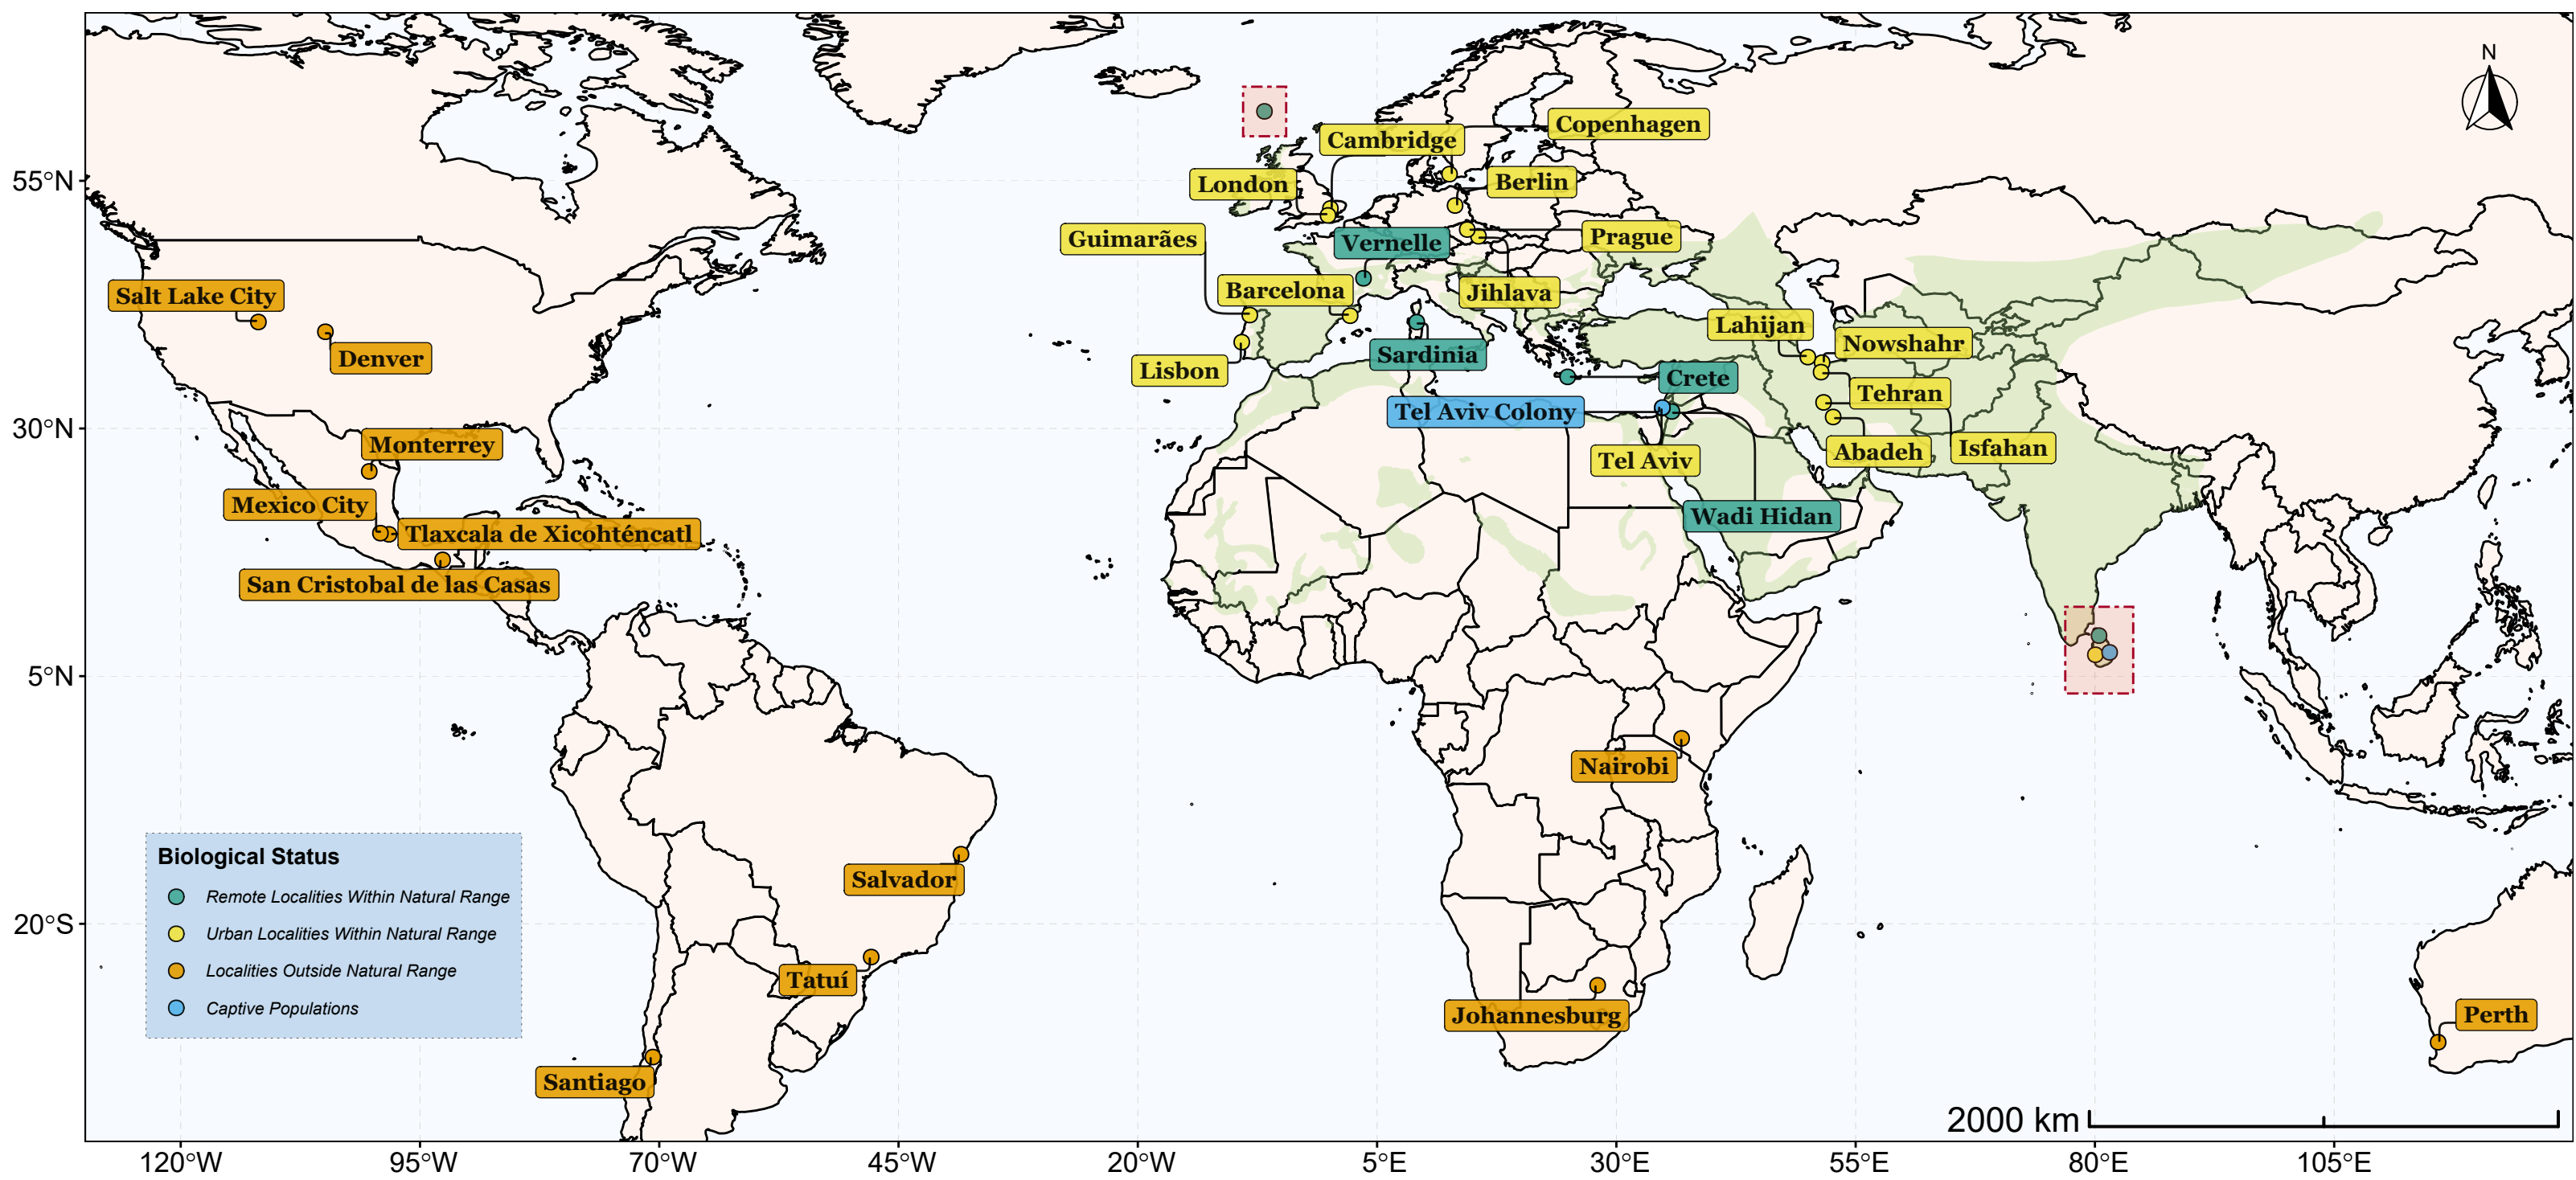 N
Copenhagen
Cambridge
55°N
London
Berlin
Guimarães
Vernelle
Prague
Salt Lake City
Barcelona
Jihlava
Lahijan
Nowshahr
Denver
Sardinia
Lisbon
Crete
Tehran
Tel Aviv Colony
30°N
Monterrey
Tel Aviv
Abadeh
Isfahan
Mexico City
Wadi Hidan
Tlaxcala de Xicohténcatl
San Cristobal de las Casas
5°N
Nairobi
Biological Status
Salvador
Remote Localities Within Natural Range
20°S
Urban Localities Within Natural Range
Localities Outside Natural Range
Tatuí
Captive Populations
Johannesburg
Perth
Santiago
2000 km
120°W
95°W
70°W
45°W
20°W
5°E
30°E
55°E
80°E
105°E